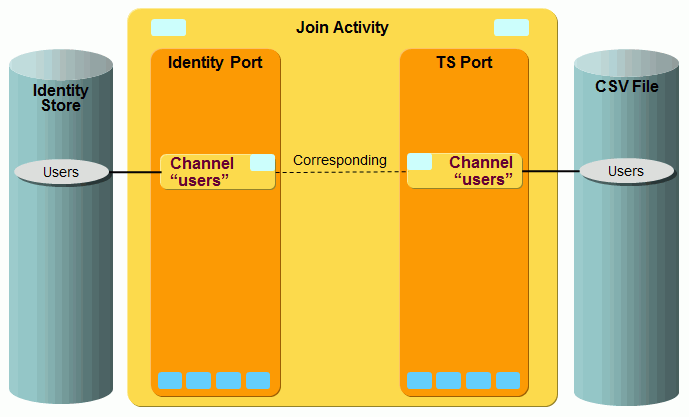 Join Activity
Identity Port
TS Port
Identity
Store
CSV File
Users
Channel
“users”
Corresponding
Channel
“users”
Users